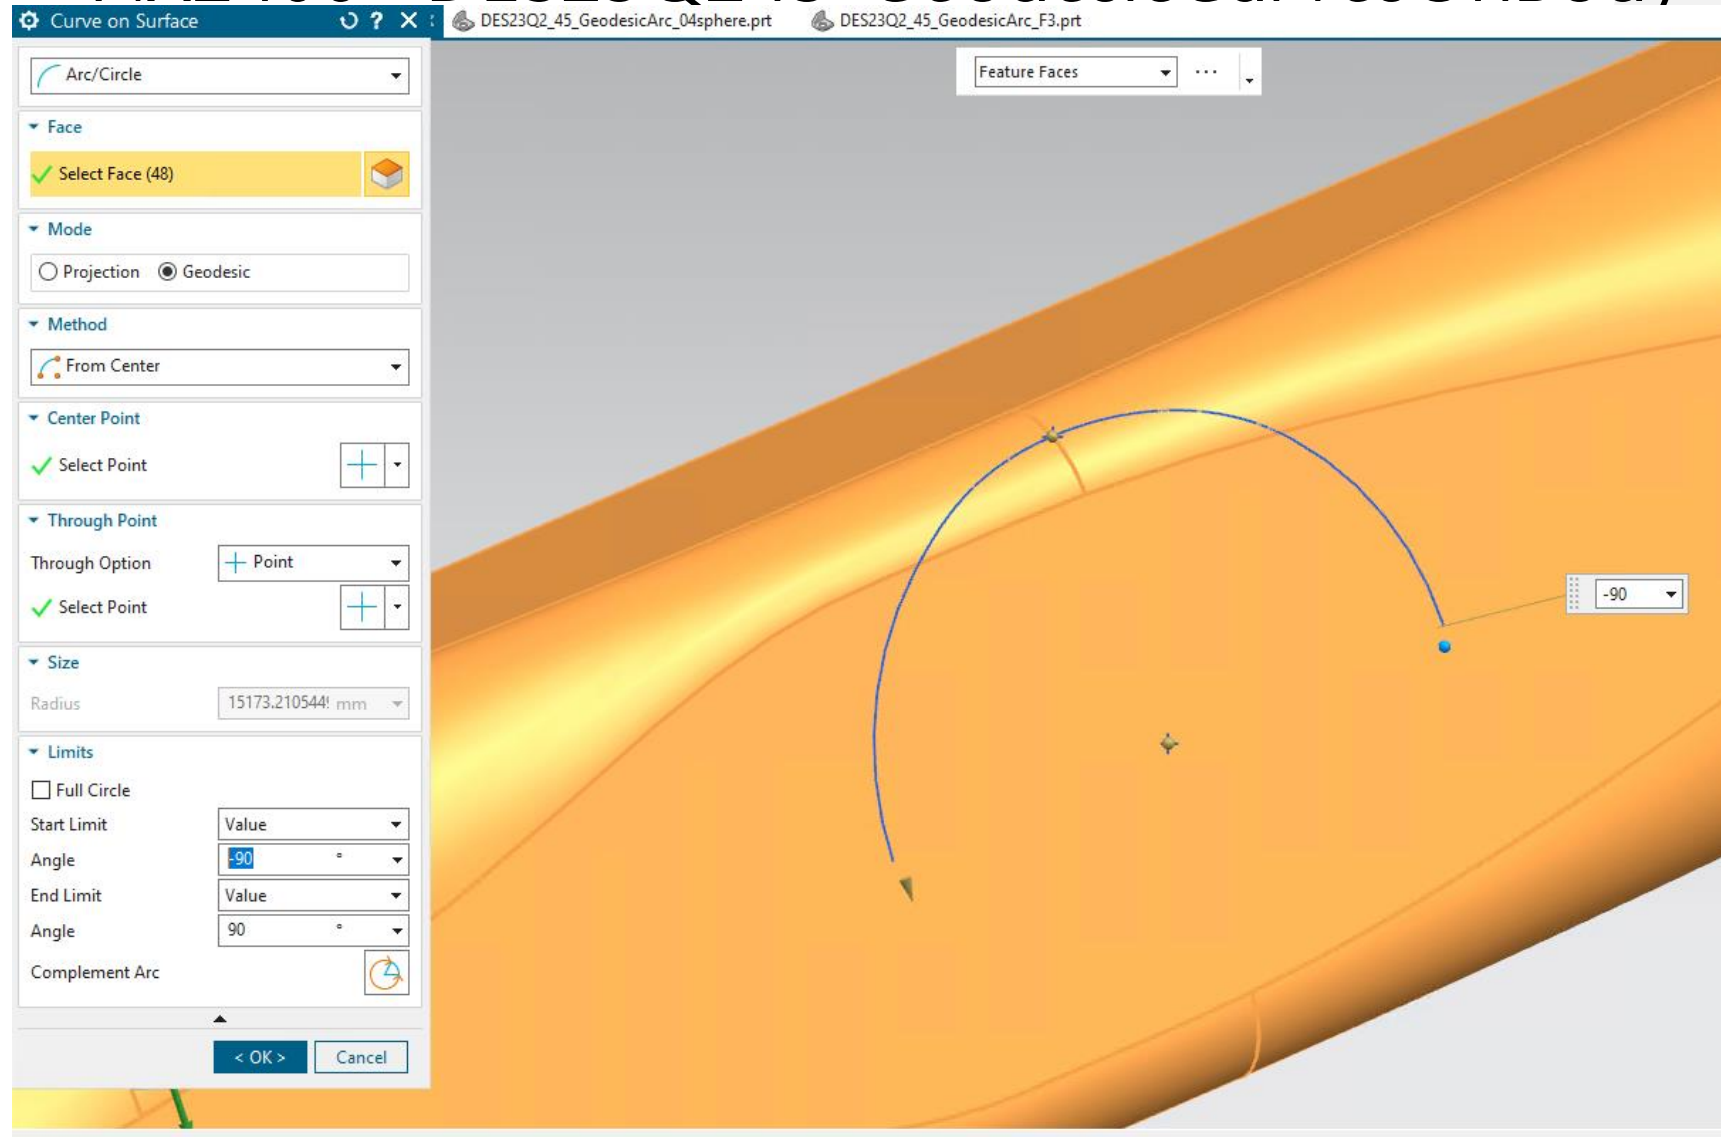 Curve on Surface
?
DES23Q2_45_GeodesicArc_04sphere.prt
DES23Q2_45_GeodesicArc_F3.prt
Arc/Circle
Feature Faces
Face
Select Face (48)
Mode
Projection Geodesic
Method
From Center
Center Point
Select Point
Through Point
Through Option Point
Select Point
-90
Size
Radius 15173.210544 mm
Limits
Full Circle
Start Limit Value
Angle -90 °
End Limit Value
Angle 90 °
Complement Arc
< OK > Cancel